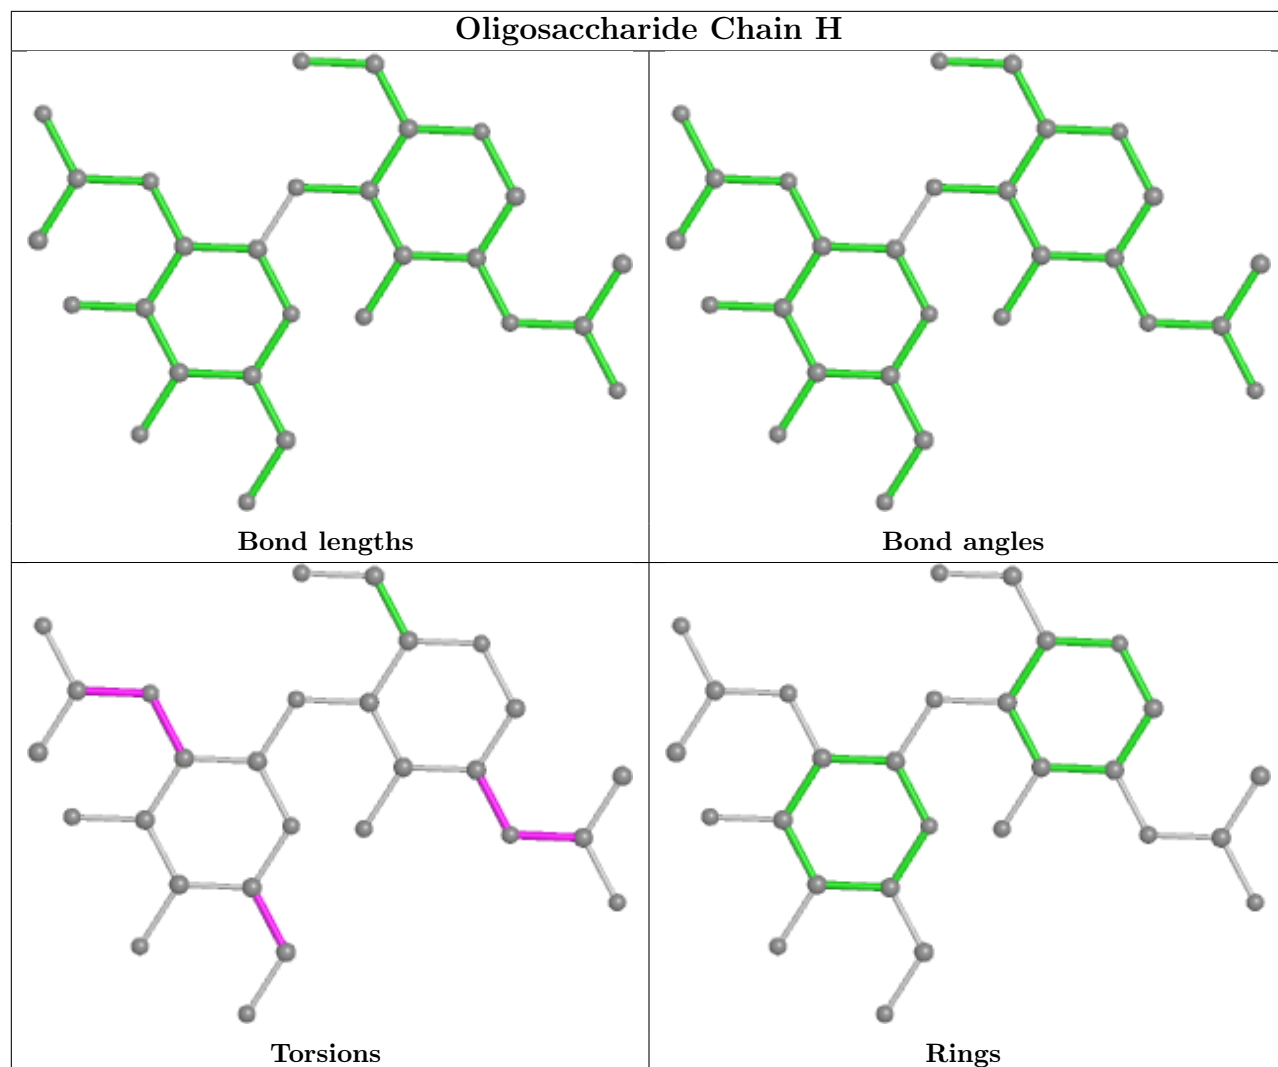 Oligosaccharide Chain H
Bond lengths
Bond angles
Torsions
Rings